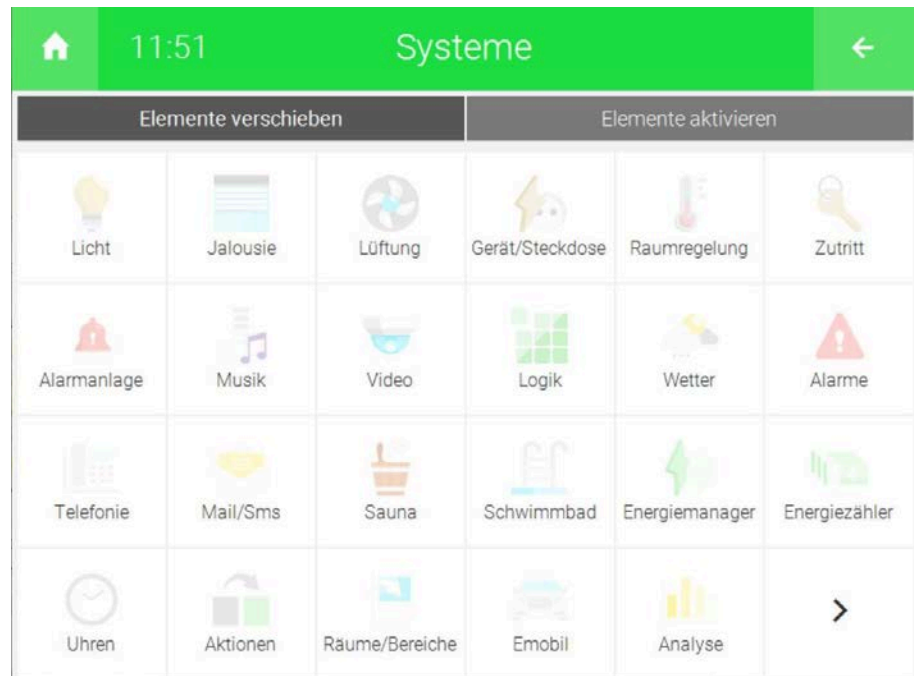 11:51
Systeme
Elemente verschieben
Elemente aktivieren
Licht
Jalousie
Lüftung
Gerät/Steckdose
Raumregelung
Zutritt
Alarmanlage
Musik
Video
Logik
Wetter
Alarme
Telefonie
Mail/Sms
Sauna
Schwimmbad
Energiemanager
Energiezähler
Uhren
Aktionen
Räume/Bereiche
Emobil
Analyse